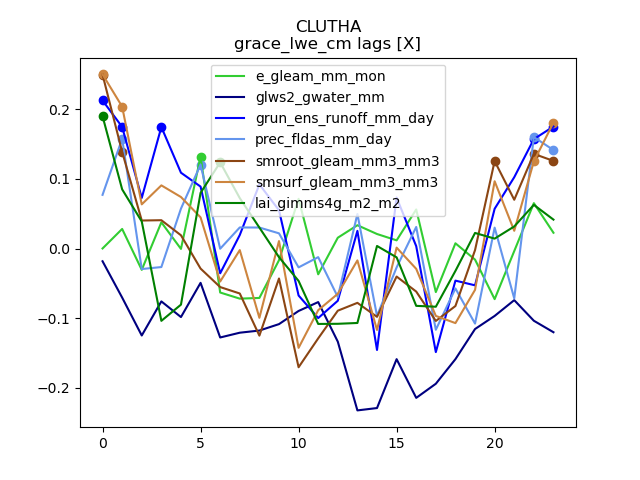 CLUTHA
grace_lwe_cm lags [X]
e_gleam_mm_mon
glws2_gwater_mm
grun_ens_runoff_mm_day
prec_fldas_mm_day
smroot_gleam_mm3_mm3
smsurf_gleam_mm3_mm3
lai_gimms4g_m2_m2
0.2
0.1
0.0
−0.1
−0.2
0 5 10 15 20